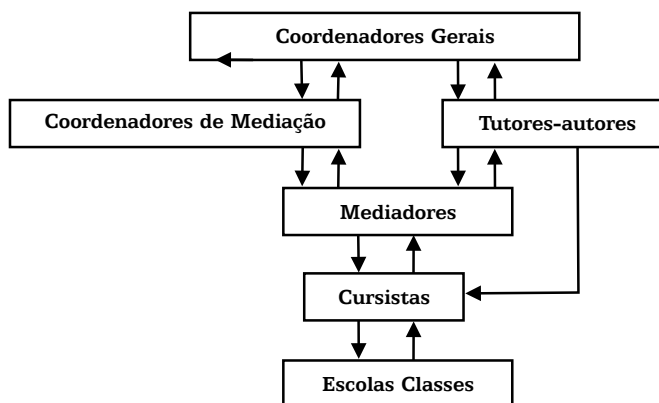 Coordenadores Gerais
Coordenadores de Mediação
Tutores-autores
Mediadores
Cursistas
Escolas Classes